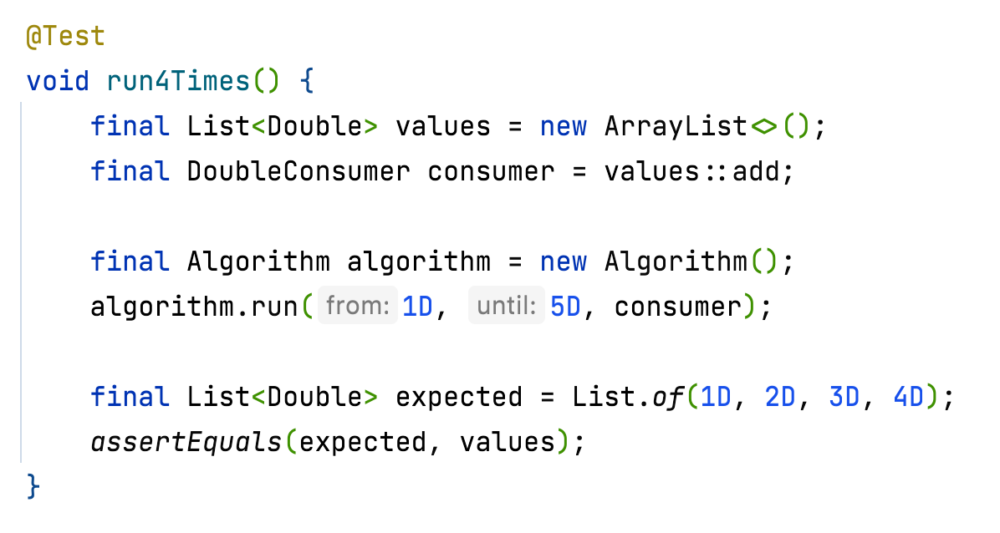 @Test
void run4Times() {
final List<Double> values = new ArrayList<>();
final DoubleConsumer consumer = values::add;
final Algorithm algorithm = new Algorithm();
algorithm.run( from: 1D, until: 5D, consumer);
final List<Double> expected = List.of(1D, 2D, 3D, 4D);
assertEquals(expected, values);
}